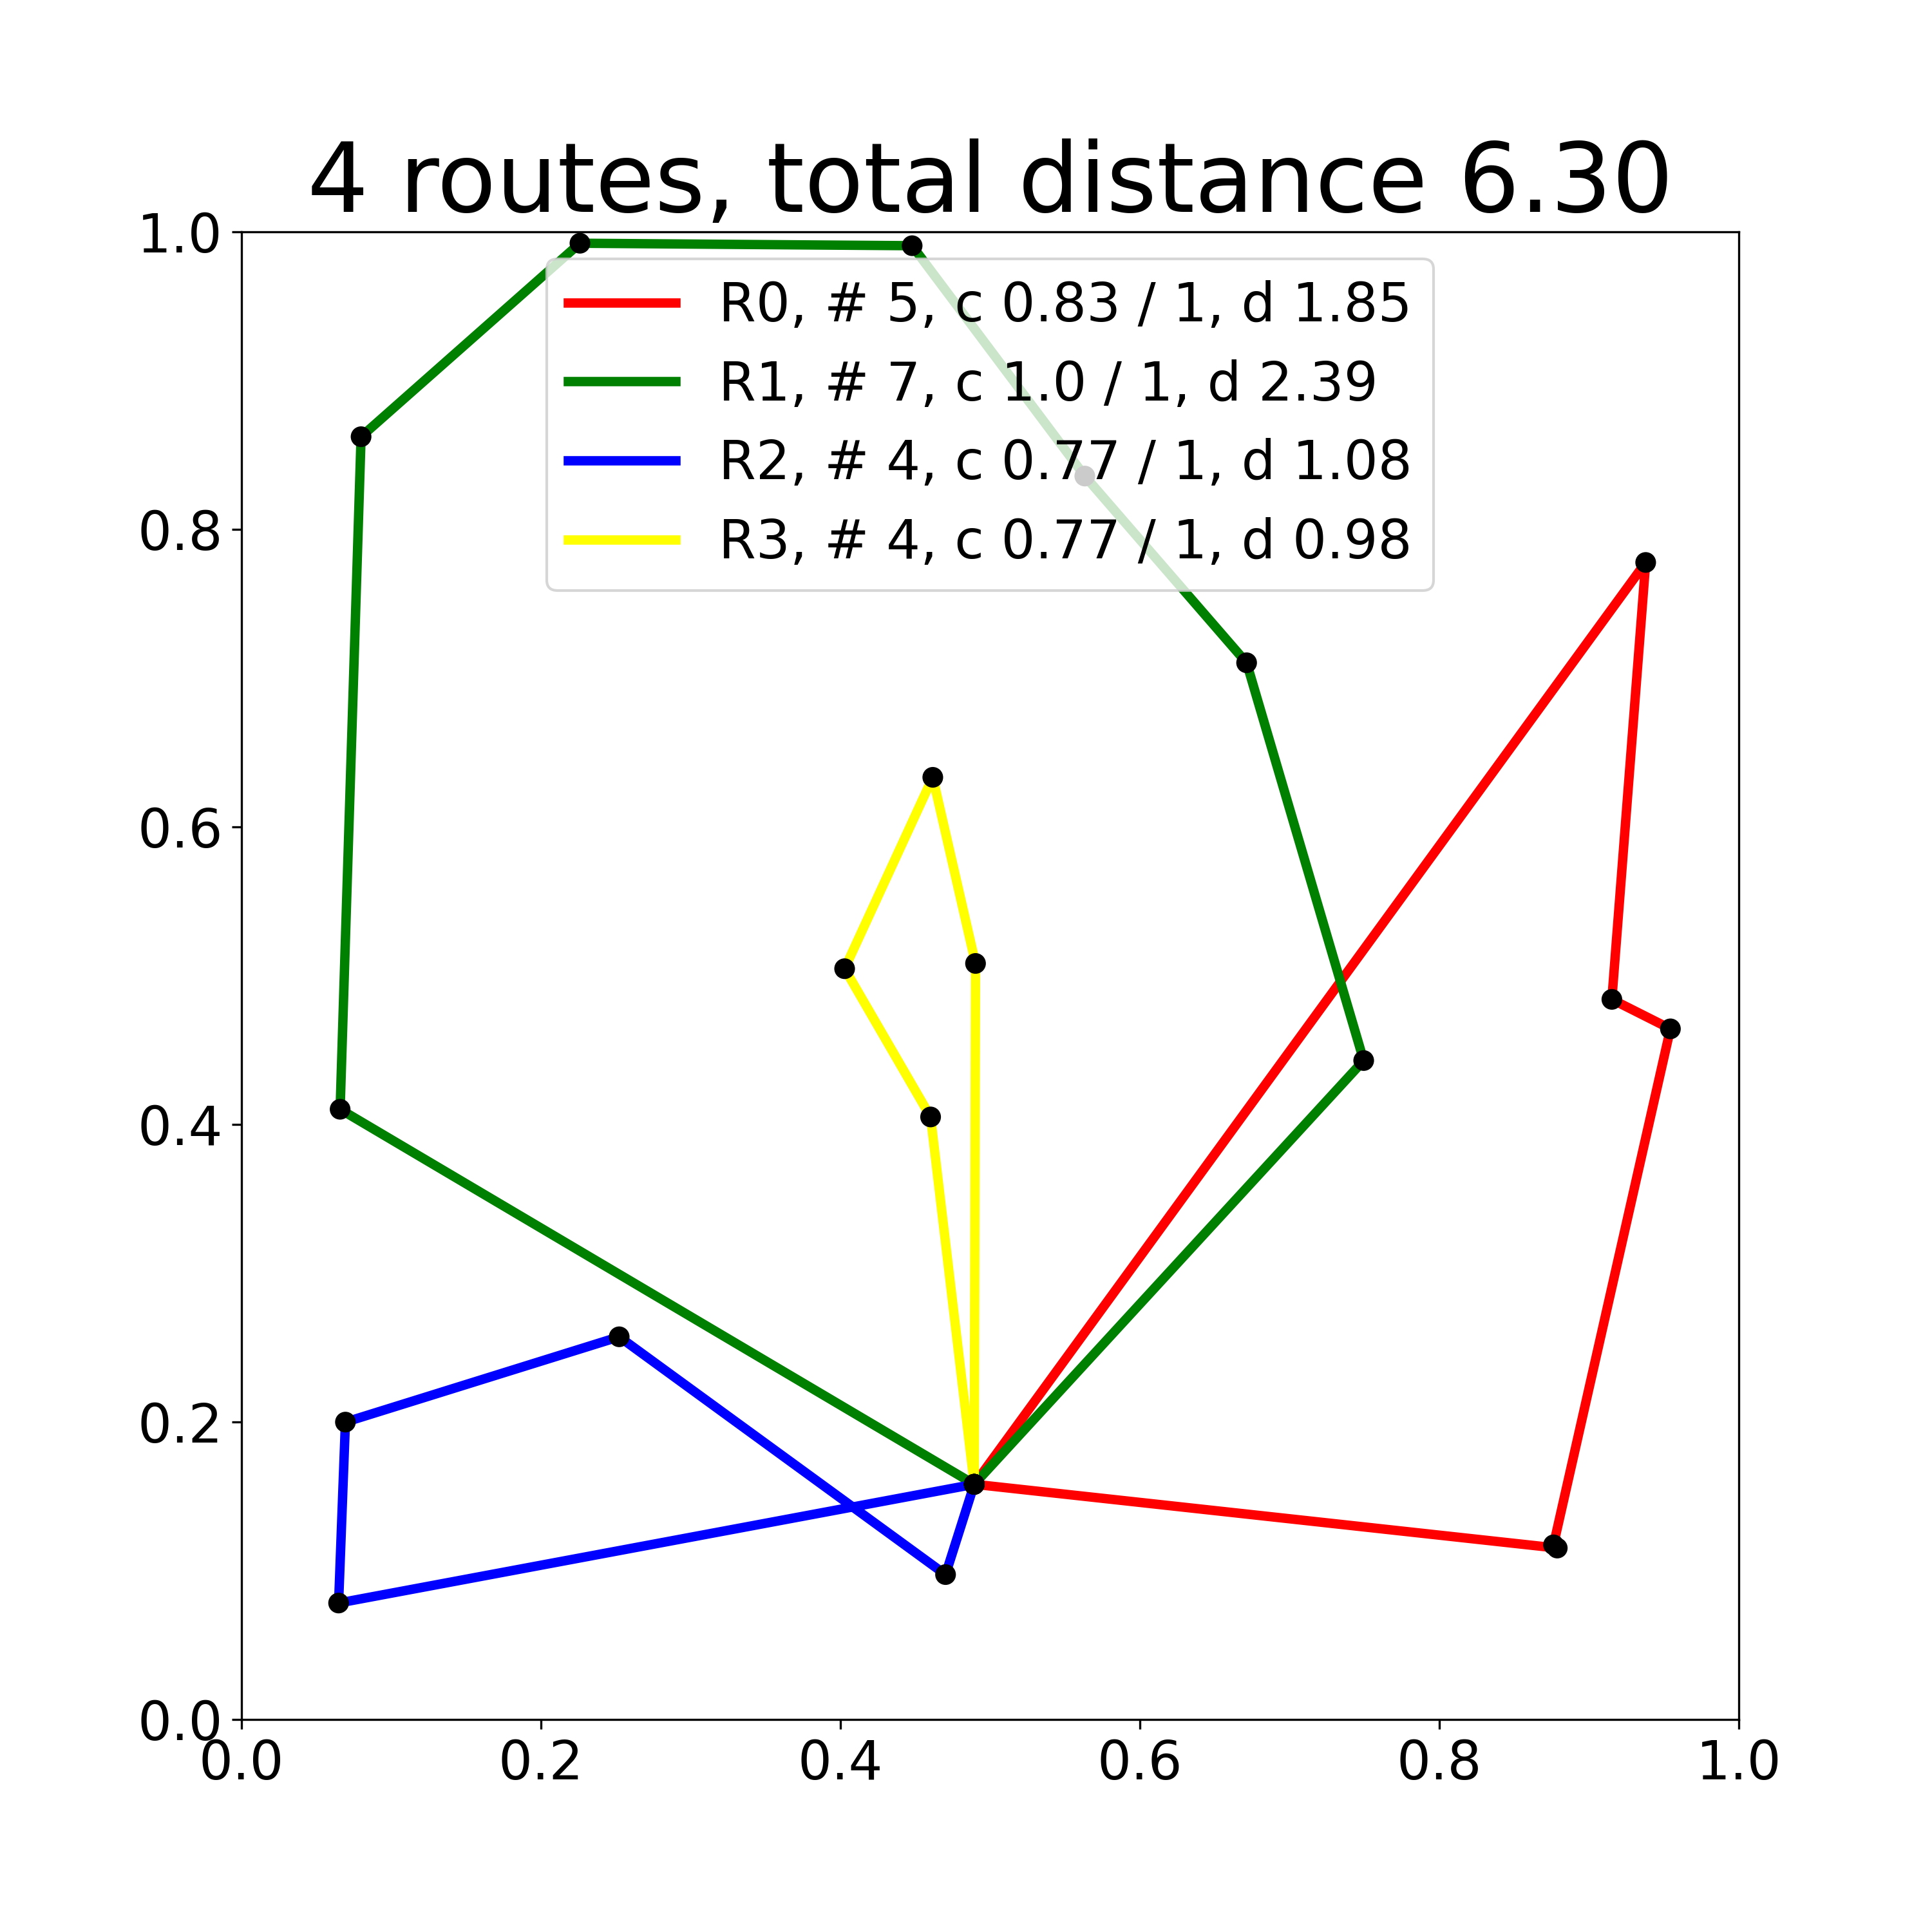 4 routes, total distance 6.30
R0, # 5, c 0.83 / 1, d 1.85
R1, # 7, c 1.0 / 1, d 2.39
R2, # 4, c 0.77 / 1, d 1.08
R3, # 4, c 0.77 / 1, d 0.98
1.0
0.8
0.6
0.4
0.2
0.0
0.0 0.2 0.4 0.6 0.8 1.0